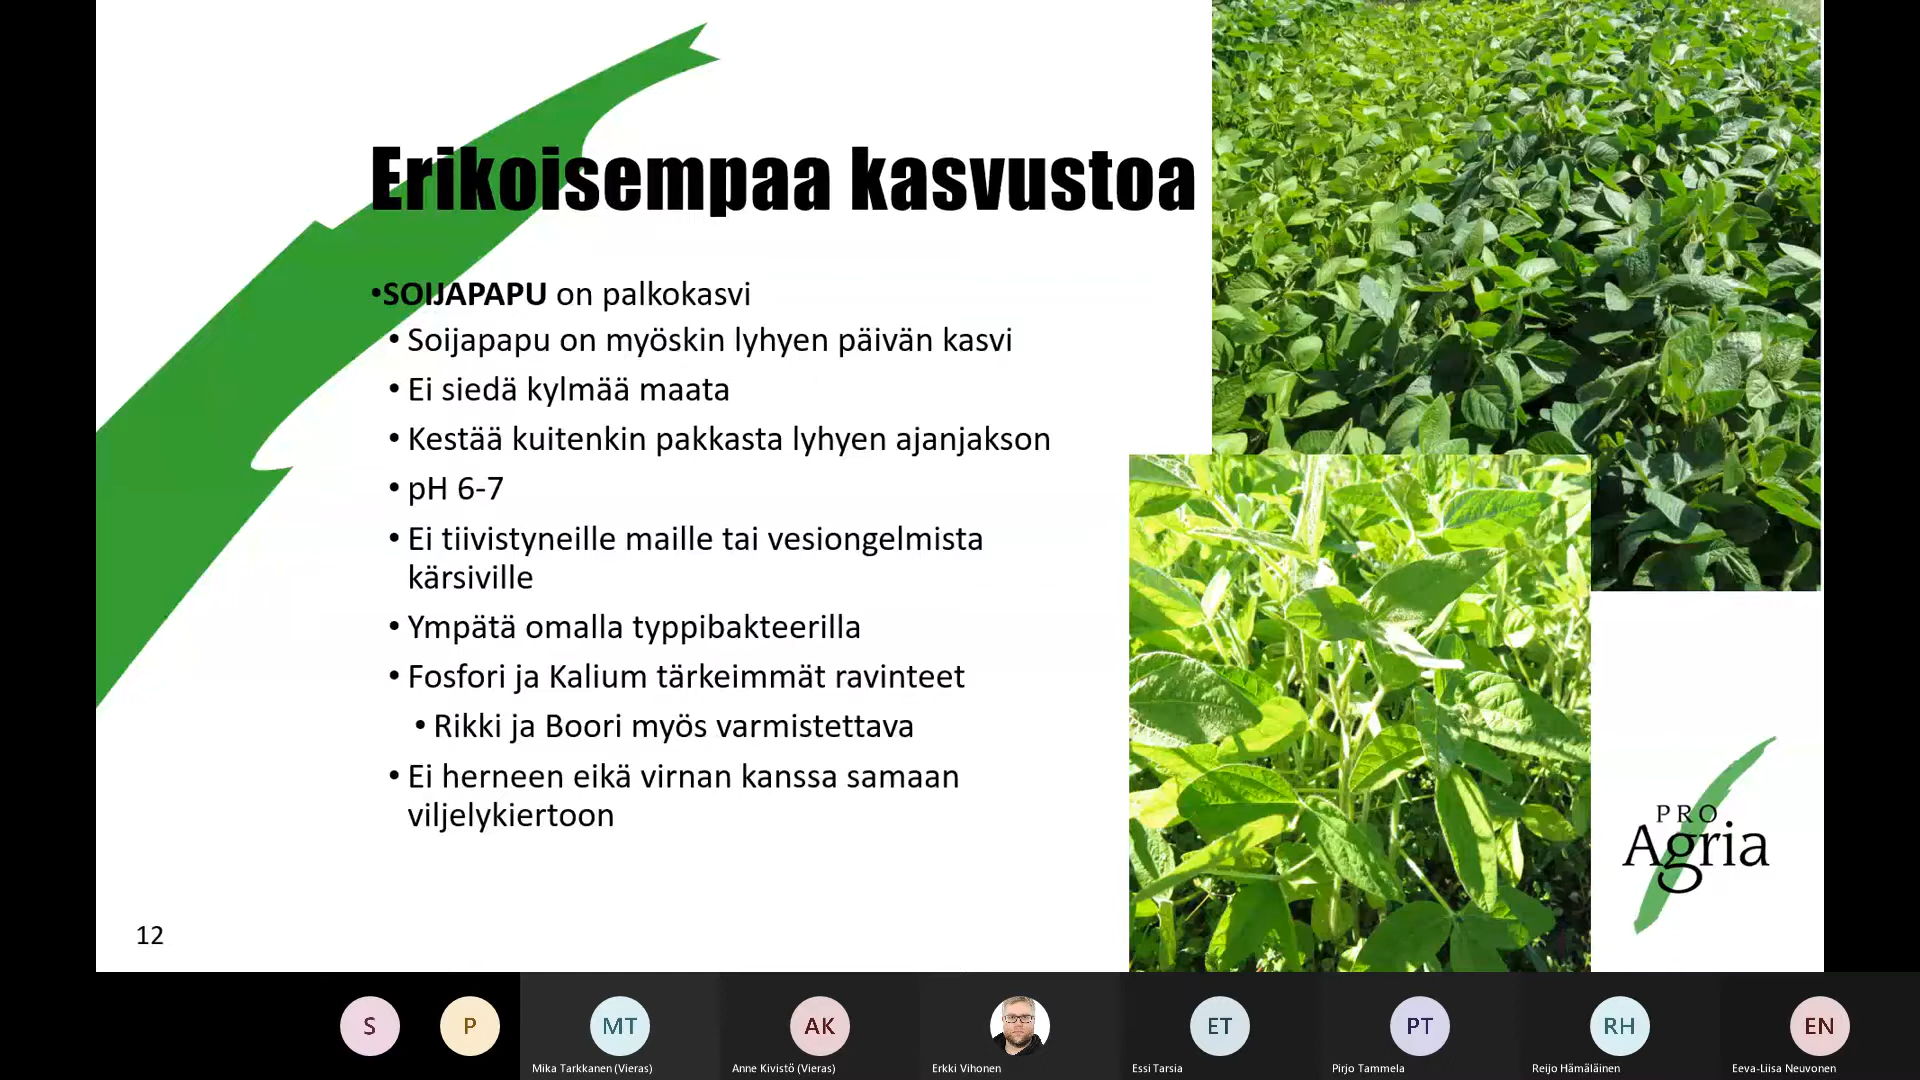 Erikoisempaa kasvustoa
•SOIJAPAPU on palkokasvi
• Soijapapu on myöskin lyhyen päivän kasvi
• Ei siedä kylmää maata
• Kestää kuitenkin pakkasta lyhyen ajanjakson
• pH 6-7
• Ei tiivistyneille maille tai vesiongelmista
kärsiville
• Ympätä omalla typpibakteerilla
• Fosfori ja Kalium tärkeimmät ravinteet
• Rikki ja Boori myös varmistettava
• Ei herneen eikä virnan kanssa samaan
viljelykiertoon
PRO
Agria
12
S
P
MT
AK
ET
PT
RH
EN
Mika Tarkkanen (Vieras)
Anne Kivistö (Vieras)
Erkki Vihonen
Essi Tarsia
Pirjo Tammela
Reijo Hämäläinen
Eeva-Liisa Neuvonen